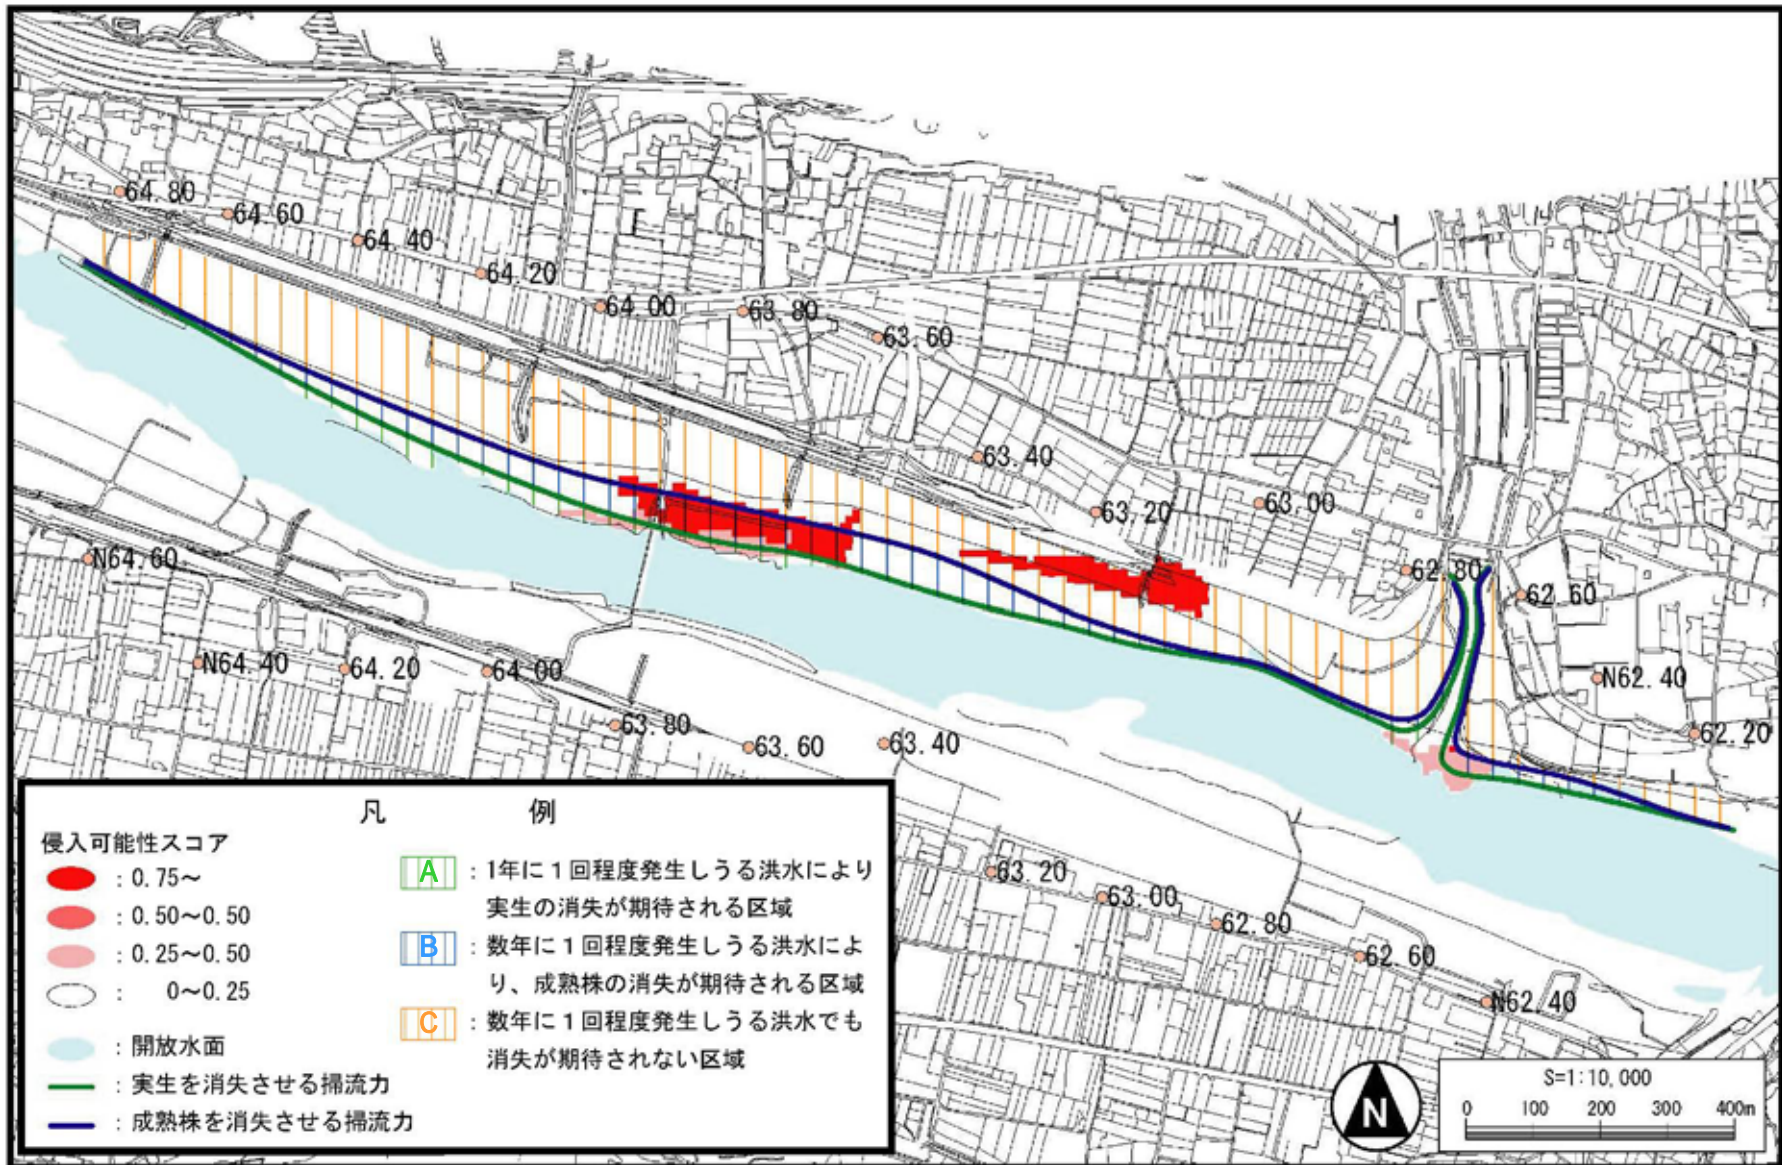 64.80
64.60
64.40
64.20
64.00
63.80
63.60
63.40
63.20
63.00
62.80
62.60
N62.40
62.20
N64.60
N64.40
64.20
64.00
63.80
63.60
63.40
63.20
63.00
62.80
62.60
N62.40
凡　例
侵入可能性スコア
：0.75～
：0.50～0.50
：0.25～0.50
：　0～0.25
：開放水面
：実生を消失させる掃流力
：成熟株を消失させる掃流力
A：1年に１回程度発生しうる洪水により
実生の消失が期待される区域
B：数年に１回程度発生しうる洪水によ
り、成熟株の消失が期待される区域
C：数年に１回程度発生しうる洪水でも
消失が期待されない区域
N
S=1:10,000
0 100 200 300 400m